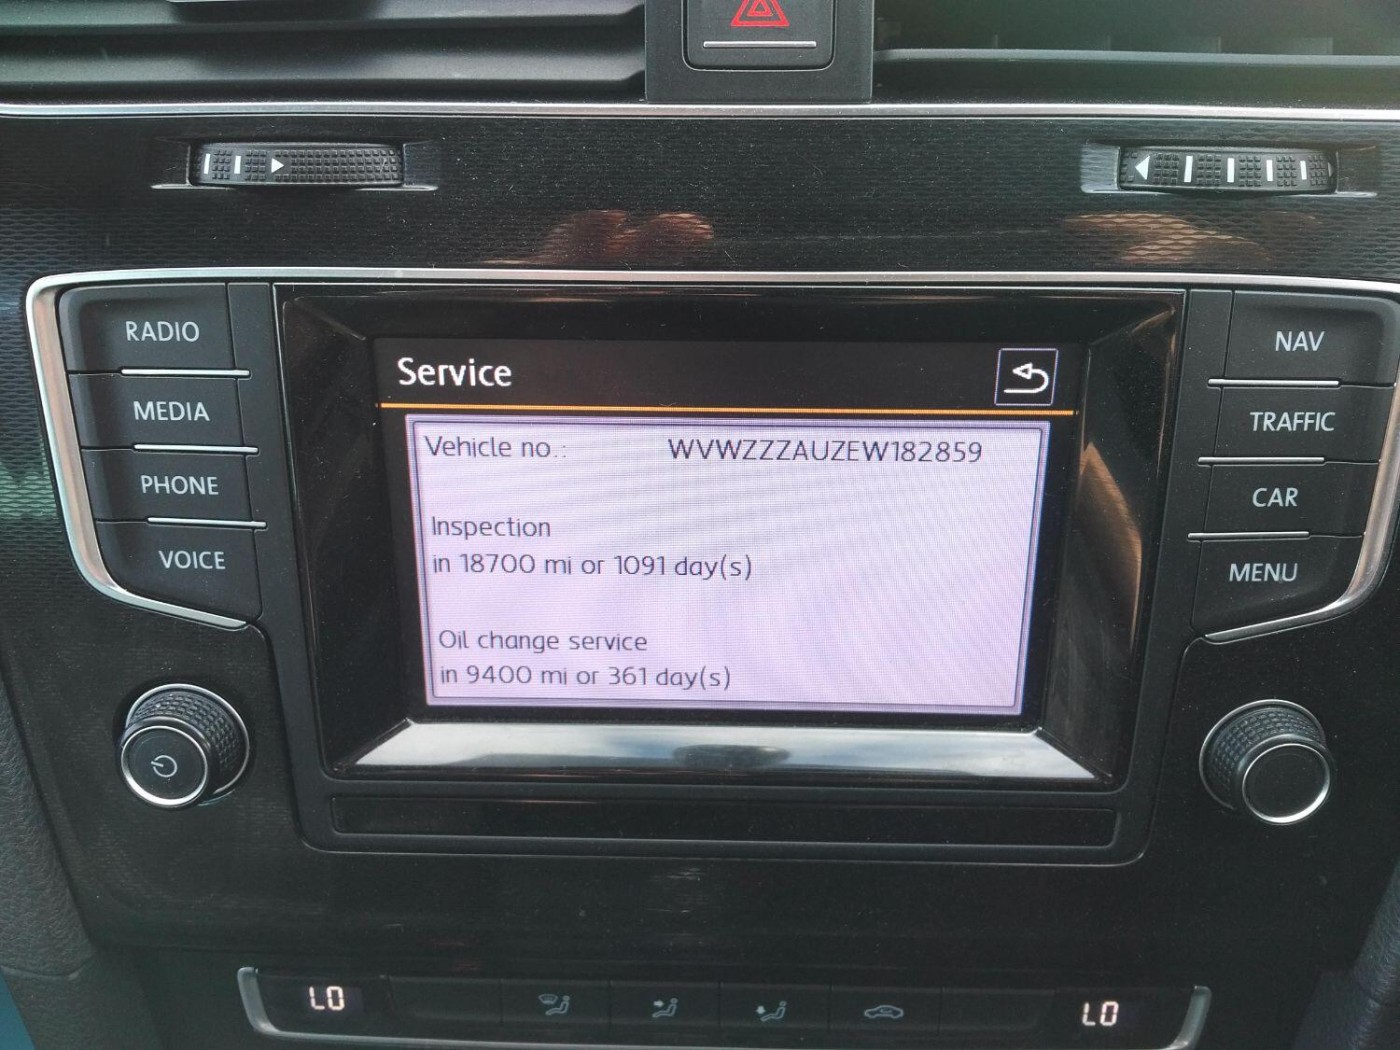 RADIO
MEDIA
PHONE
VOICE
Service
Vehicle no.: WVWZZZAUZEW182859
Inspection
in 18700 mi or 1091 day(s)
Oil change service
in 9400 mi or 361 day(s)
NAV
TRAFFIC
CAR
MENU
LO
LO